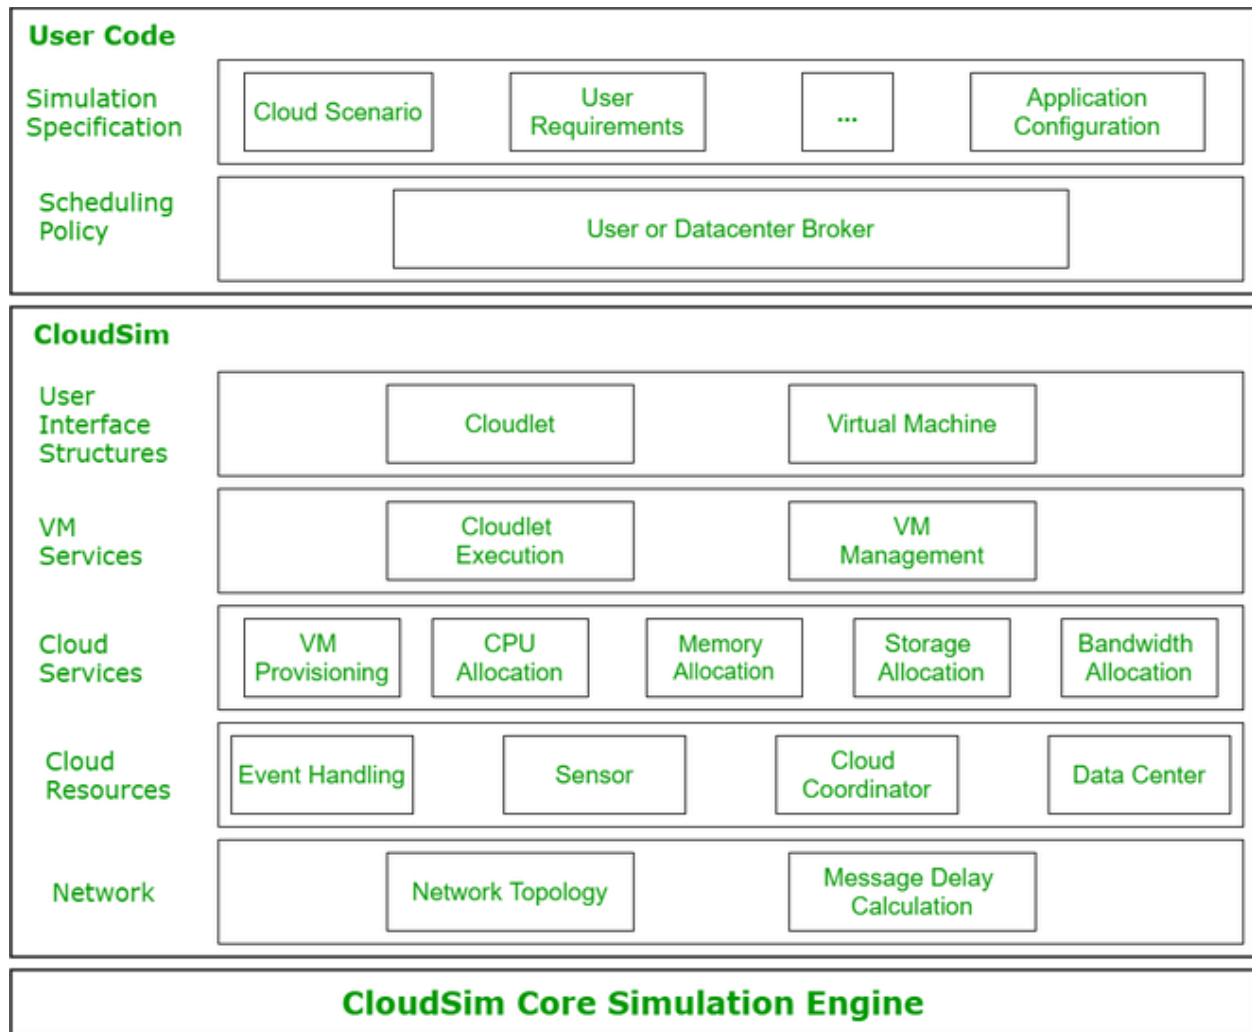 User Code
Simulation
Specification
Cloud Scenario
User
Requirements
...
Application
Configuration
Scheduling
Policy
User or Datacenter Broker
CloudSim
User
Interface
Structures
Cloudlet
Virtual Machine
VM
Services
Cloudlet
Execution
VM
Management
Cloud
Services
VM
Provisioning
CPU
Allocation
Memory
Allocation
Storage
Allocation
Bandwidth
Allocation
Cloud
Resources
Event Handling
Sensor
Cloud
Coordinator
Data Center
Network
Network Topology
Message Delay
Calculation
CloudSim Core Simulation Engine